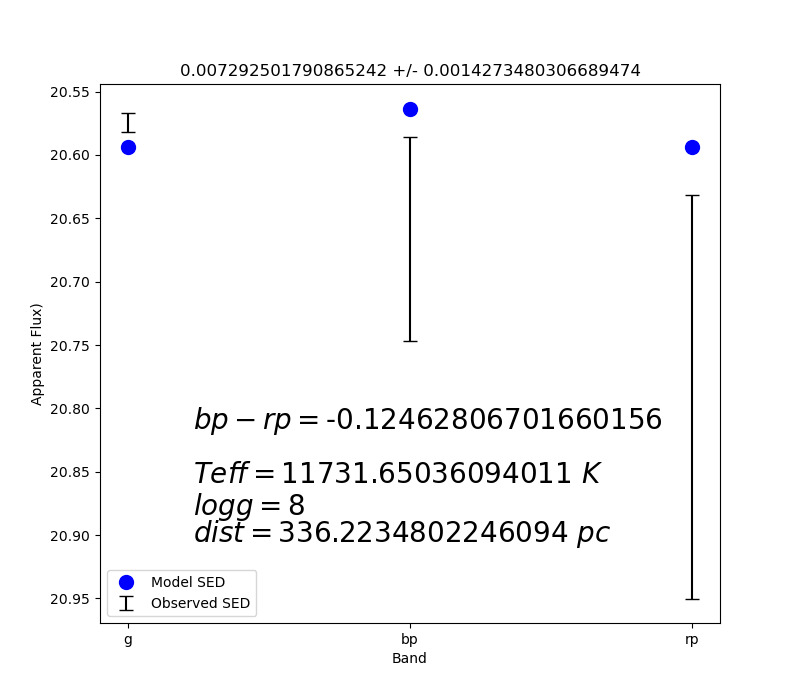 0.007292501790865242 +/- 0.0014273480306689474
20.55
20.60
20.65
20.70
20.75
20.80
20.85
20.90
20.95
Apparent Flux)
bp − rp = -0.12462806701660156
Teff = 11731.65036094011 K
logg = 8
dist = 336.2234802246094 pc
Model SED
Observed SED
g
bp
rp
Band